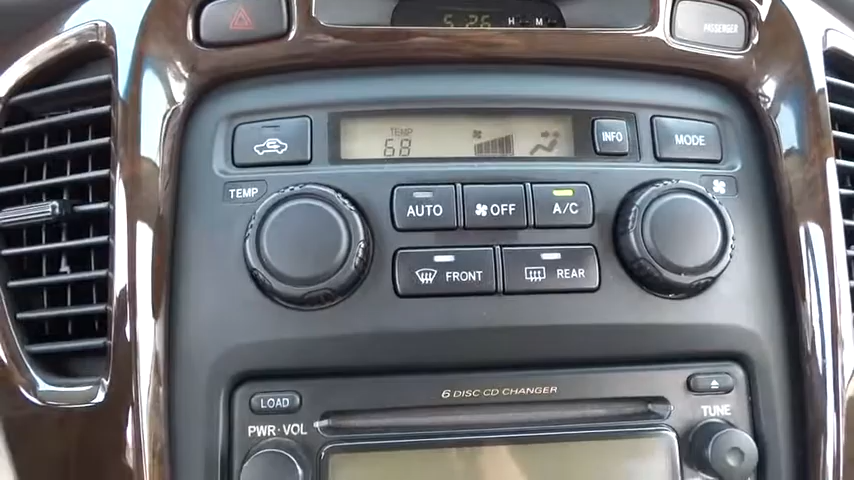 5:26 H M
PASSENGER
TEMP
68
INFO
MODE
TEMP
AUTO
OFF
A/C
FRONT
REAR
6 DISC CD CHANGER
LOAD
PWR·VOL
TUNE